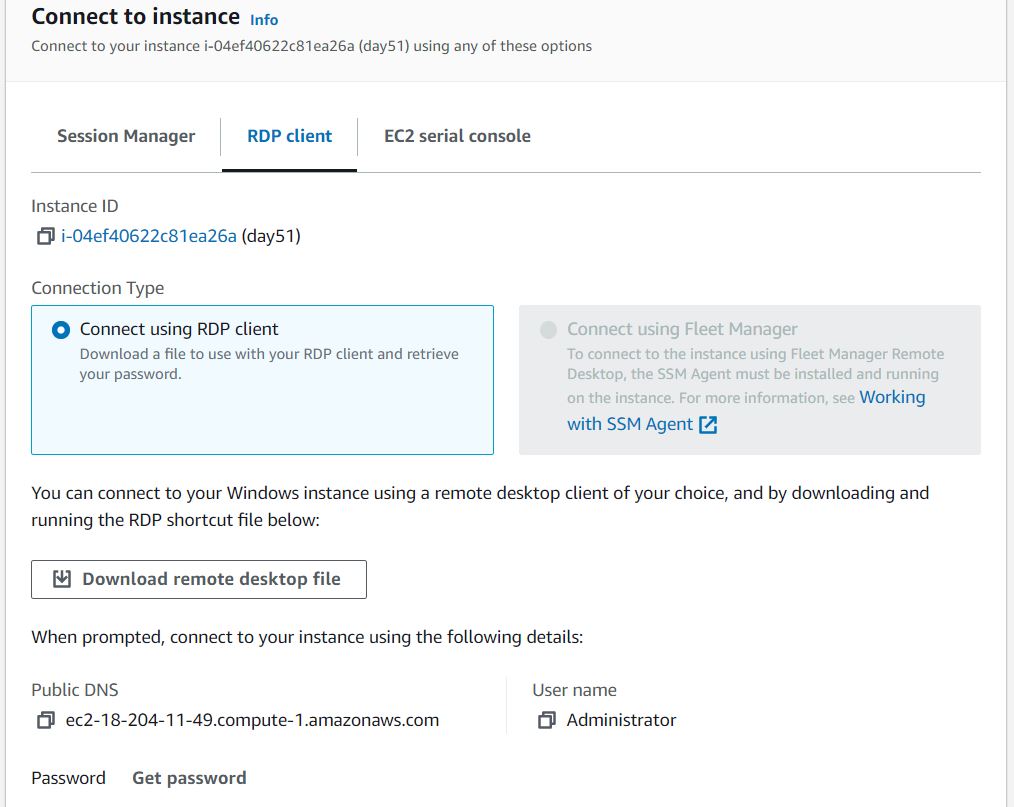 Connect to instance Info
Connect to your instance i-04ef40622c81ea26a (day51) using any of these options
Session Manager
RDP client
EC2 serial console
Instance ID
i-04ef40622c81ea26a (day51)
Connection Type
Connect using RDP client
Download a file to use with your RDP client and retrieve
your password.
Connect using Fleet Manager
To connect to the instance using Fleet Manager Remote
Desktop, the SSM Agent must be installed and running
on the instance. For more information, see Working
with SSM Agent
You can connect to your Windows instance using a remote desktop client of your choice, and by downloading and
running the RDP shortcut file below:
Download remote desktop file
When prompted, connect to your instance using the following details:
Public DNS
ec2-18-204-11-49.compute-1.amazonaws.com
User name
Administrator
Password Get password